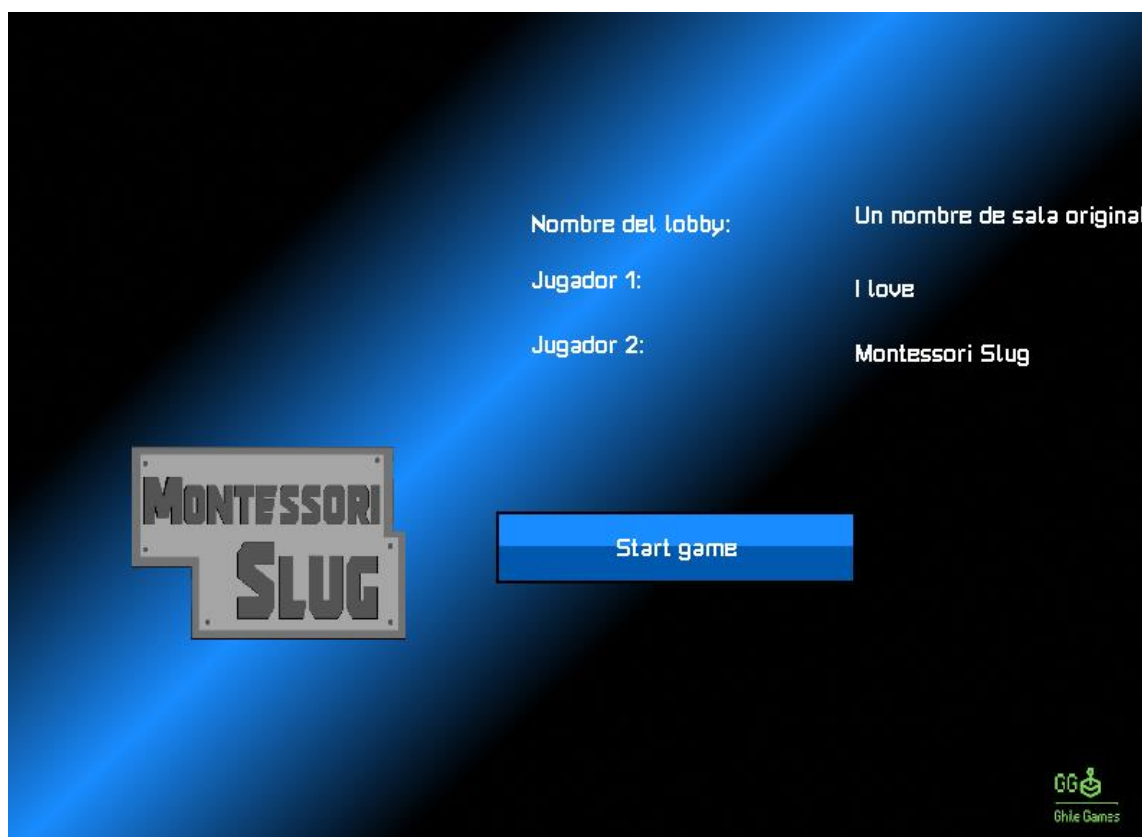 Nombre del lobby: Un nombre de sala original
Jugador 1: I love
Jugador 2: Montessori Slug
MONTESSORI
SLUG
Start game
GG
Ghile Games